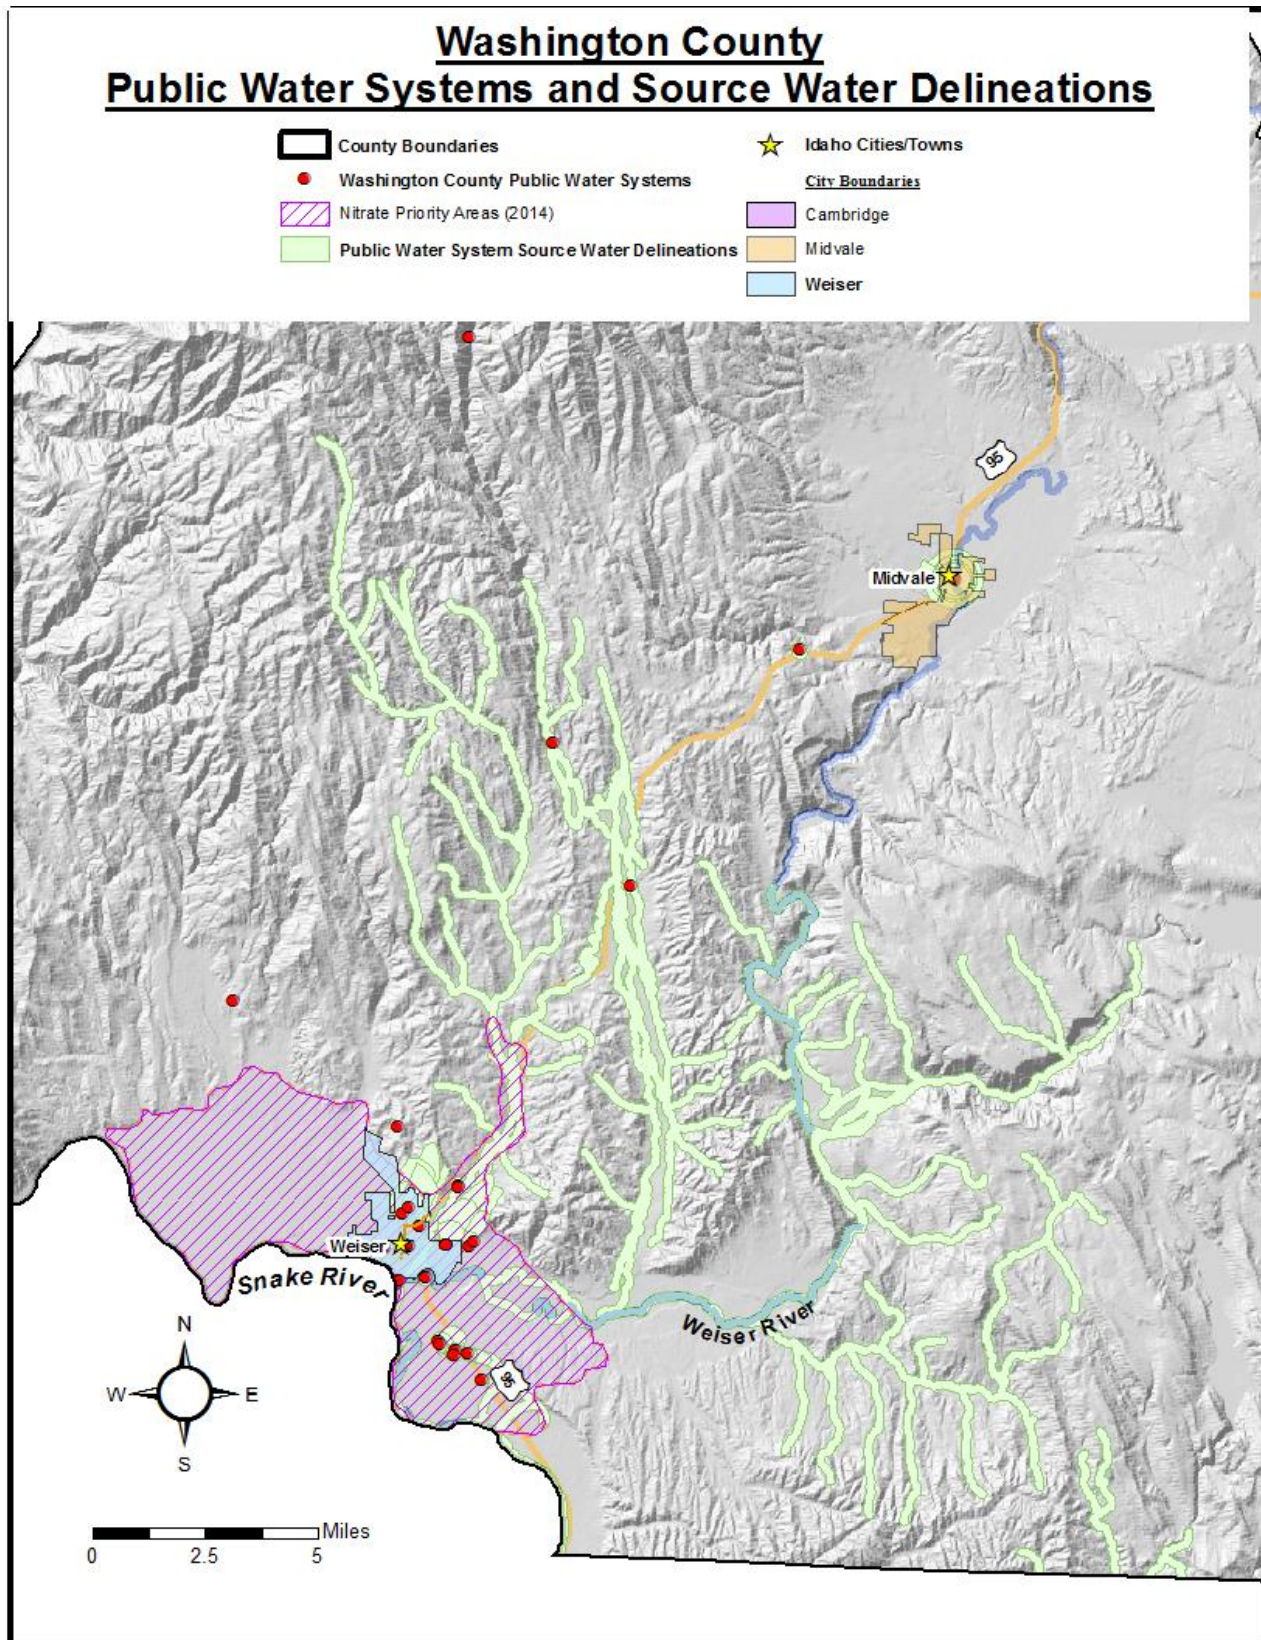 Washington County
Public Water Systems and Source Water Delineations
County Boundaries
Washington County Public Water Systems
Nitrate Priority Areas (2014)
Public Water System Source Water Delineations
Idaho Cities/Towns
City Boundaries
Cambridge
Midvale
Weiser
95
Midvale
Weiser
Snake River
Weiser River
95
N
W
E
S
Miles
0
2.5
5